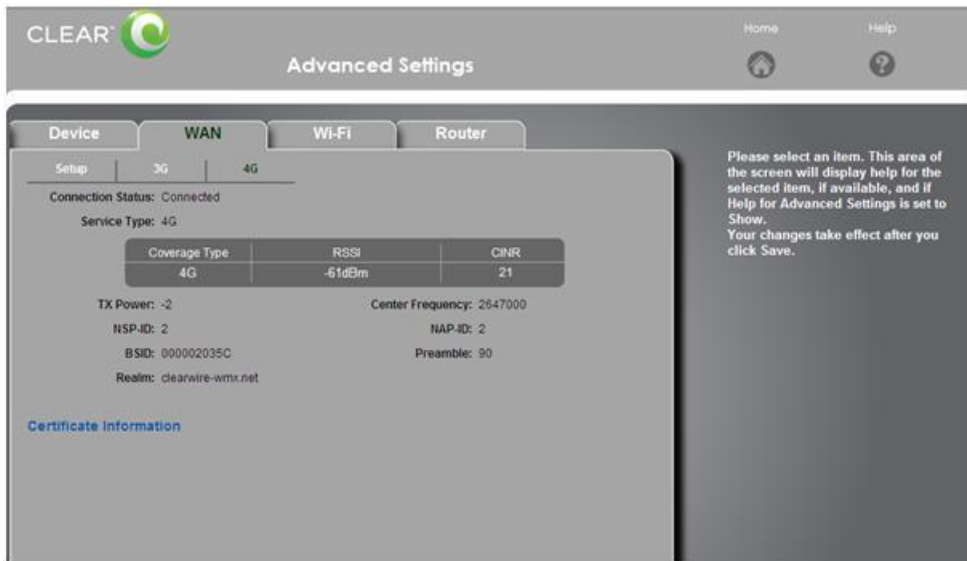 CLEAR™
Home
Help
Advanced Settings
Device
WAN
Wi-Fi
Router
Setup
3G
4G
Connection Status: Connected
Service Type: 4G
Coverage Type RSSI CINR
4G -61dBm 21
TX Power: -2 Center Frequency: 2647000
NSP-ID: 2 NAP-ID: 2
BSID: 000002035C Preamble: 90
Realm: clearwire-wmx.net
Certificate Information
Please select an item. This area of
the screen will display help for the
selected item, if available, and if
Help for Advanced Settings is set to
Show.
Your changes take effect after you
click Save.